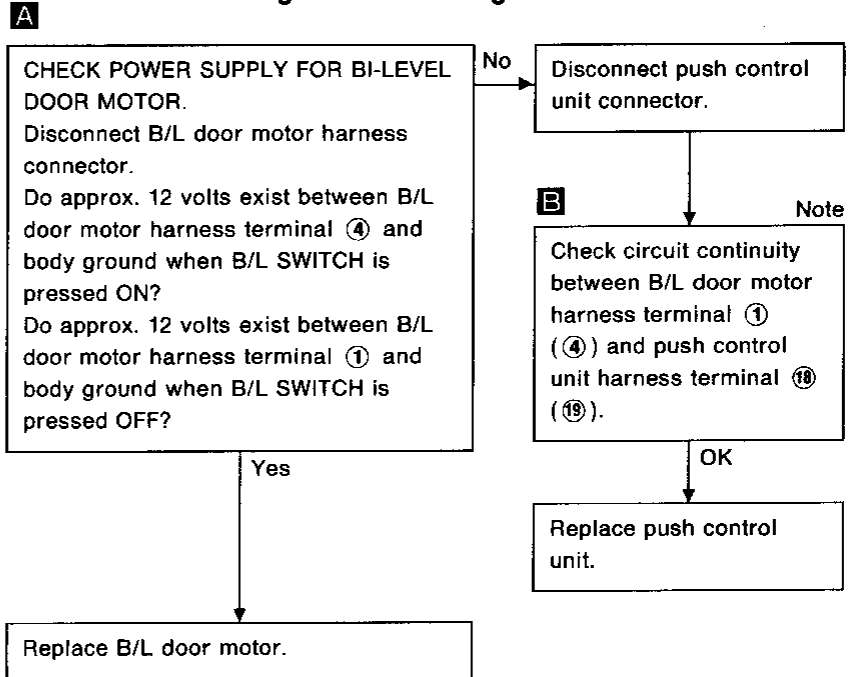 A
CHECK POWER SUPPLY FOR BI-LEVEL
DOOR MOTOR.
Disconnect B/L door motor harness
connector.
Do approx. 12 volts exist between B/L
door motor harness terminal ④ and
body ground when B/L SWITCH is
pressed ON?
Do approx. 12 volts exist between B/L
door motor harness terminal ① and
body ground when B/L SWITCH is
pressed OFF?
No
Disconnect push control
unit connector.
B
Note
Check circuit continuity
between B/L door motor
harness terminal ①
(④) and push control
unit harness terminal ⑱
(⑲).
OK
Replace push control
unit.
Yes
Replace B/L door motor.